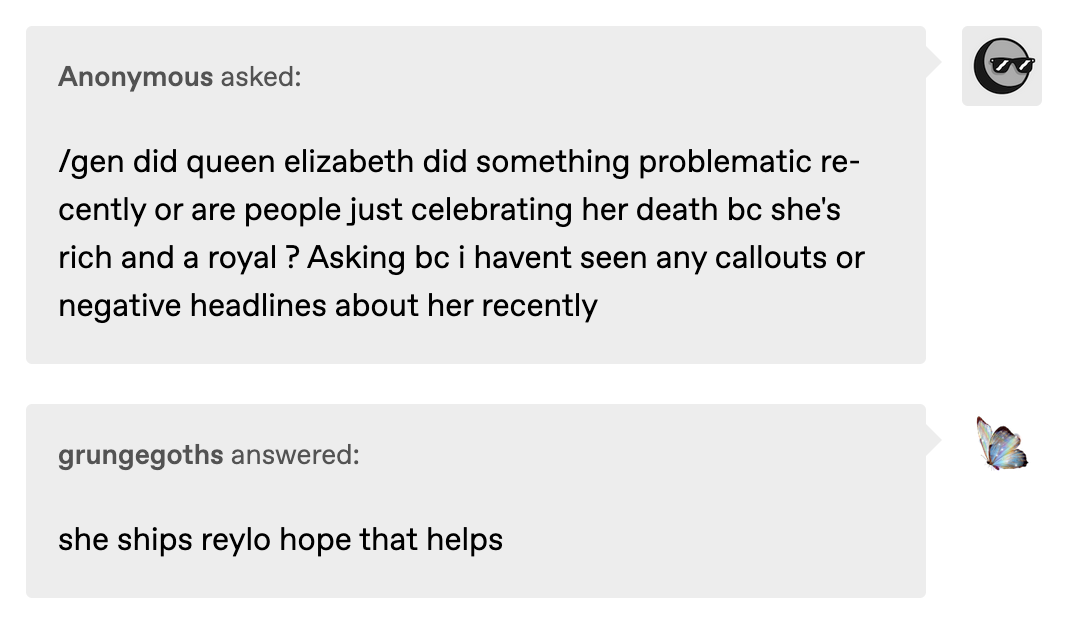 Anonymous asked:
/gen did queen elizabeth did something problematic re-
cently or are people just celebrating her death bc she's
rich and a royal ? Asking bc i havent seen any callouts or
negative headlines about her recently
grungegoths answered:
she ships reylo hope that helps